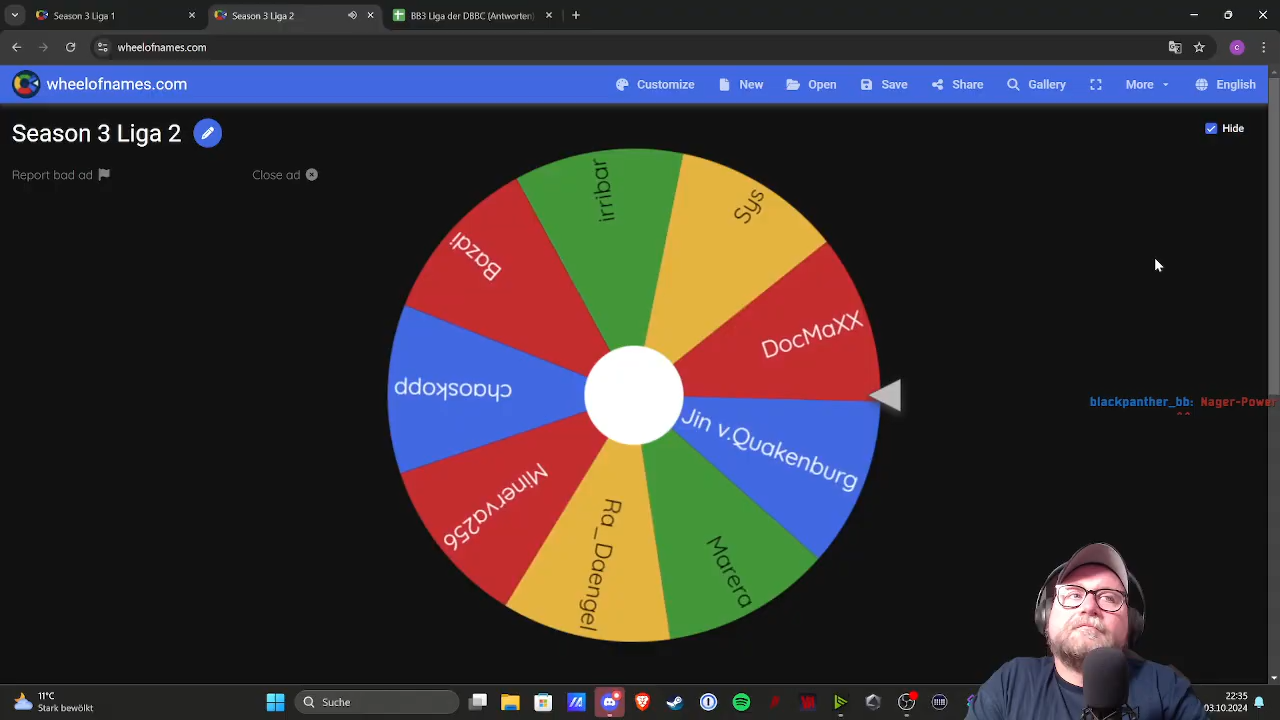 Season 3 Liga 1
Season 3 Liga 2
BB3 Liga der DBBC (Antworten)
wheelofnames.com
wheelofnames.com
Customize
New
Open
Save
Share
Gallery
More
English
Season 3 Liga 2
Hide
Report bad ad
Close ad
irribar
Sys
Bazdi
DocMaXX
chaoskopp
Jin v.Quakenburg
blackpanther_bb: Nager-Power
^^
Minerva256
Ra_Daengel
Marera
11°C
Stark bewölkt
Suche
22:35
03.10.2024